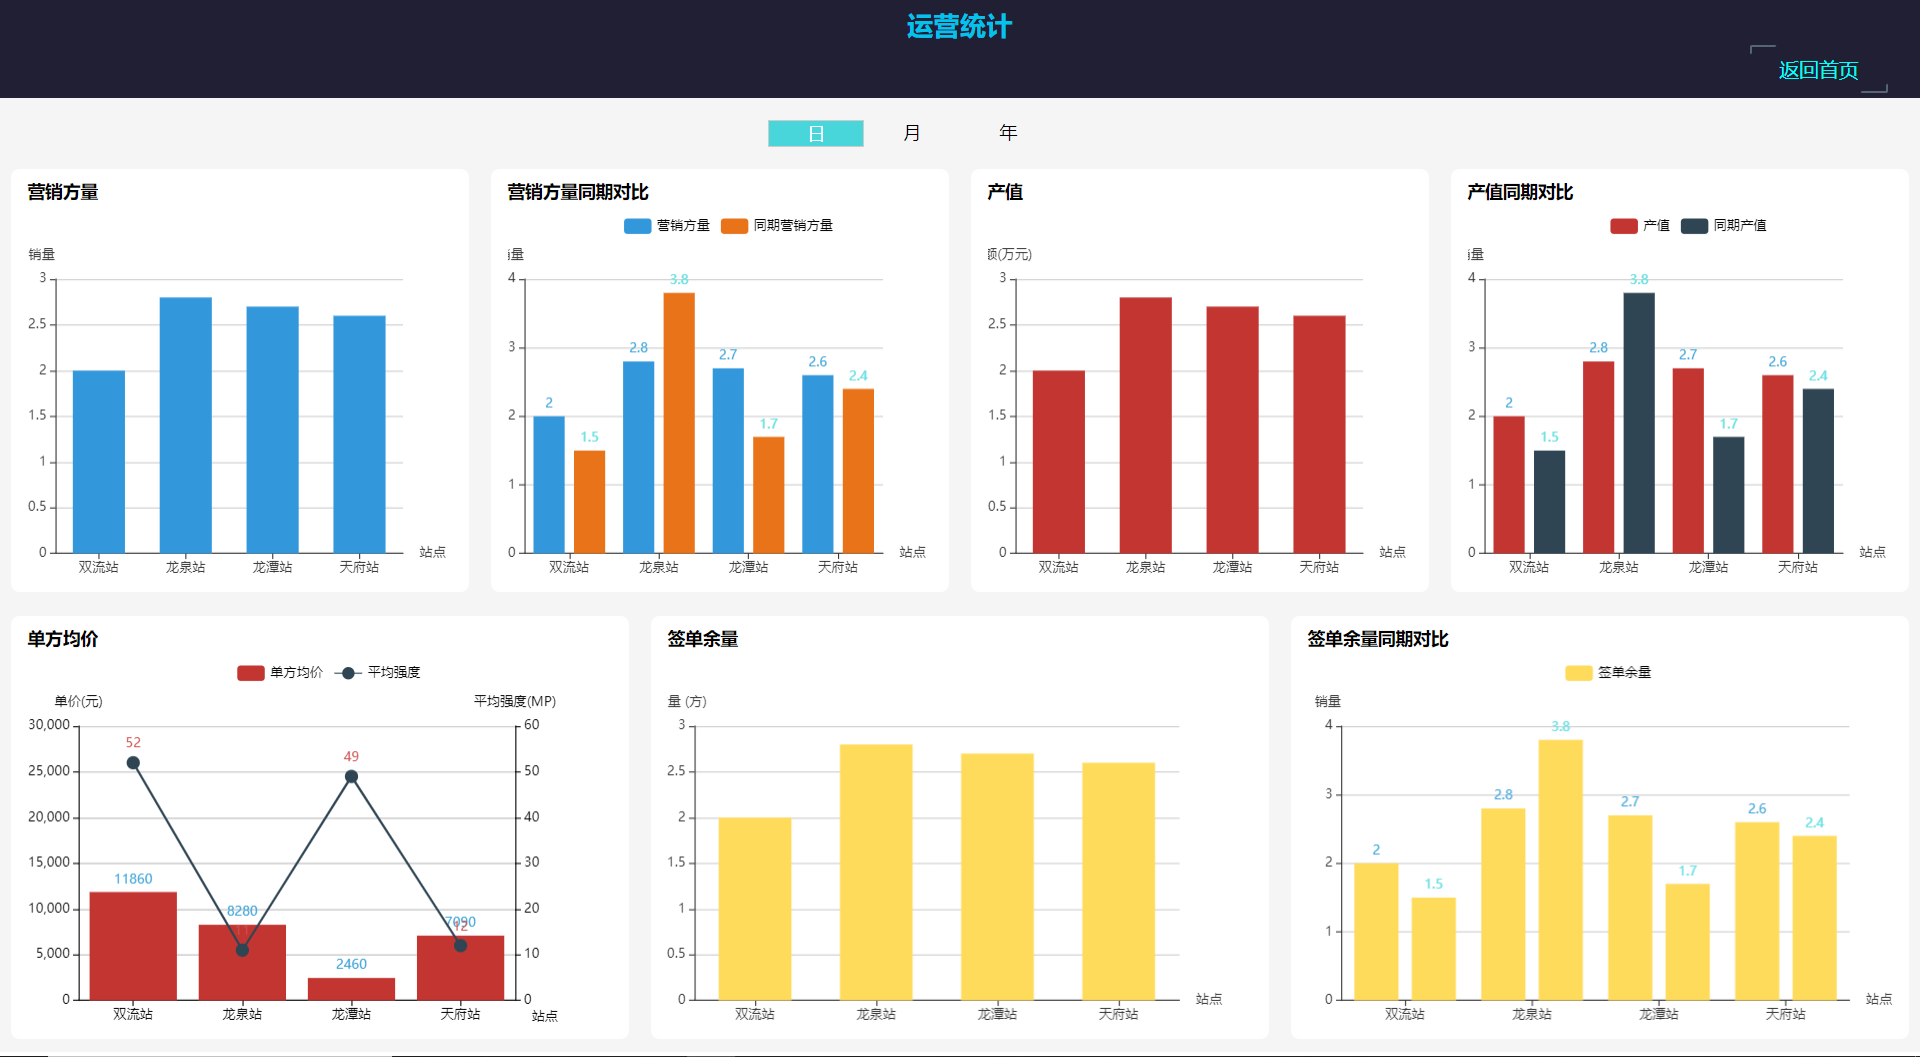 运营统计
返回首页
日 月 年
营销方量
销量
3
2.5
2
1.5
1
0.5
0
双流站 龙泉站 龙潭站 天府站 站点
营销方量同期对比
营销方量 同期营销方量
量
4
3
2
1
0
2 1.5 2.8 3.8 2.7 1.7 2.6 2.4
双流站 龙泉站 龙潭站 天府站 站点
产值
额(万元)
3
2.5
2
1.5
1
0.5
0
双流站 龙泉站 龙潭站 天府站 站点
产值同期对比
产值 同期产值
量
4
3
2
1
0
2 1.5 2.8 3.8 2.7 1.7 2.6 2.4
双流站 龙泉站 龙潭站 天府站 站点
单方均价
单方均价 平均强度
单价(元) 平均强度(MP)
30,000 60
25,000 50
20,000 40
15,000 30
10,000 20
5,000 10
0 0
52 11 49 12
11860 8280 2460 7090
双流站 龙泉站 龙潭站 天府站 站点
签单余量
量 (方)
3
2.5
2
1.5
1
0.5
0
双流站 龙泉站 龙潭站 天府站 站点
签单余量同期对比
签单余量
销量
4
3
2
1
0
2 1.5 2.8 3.8 2.7 1.7 2.6 2.4
双流站 龙泉站 龙潭站 天府站 站点